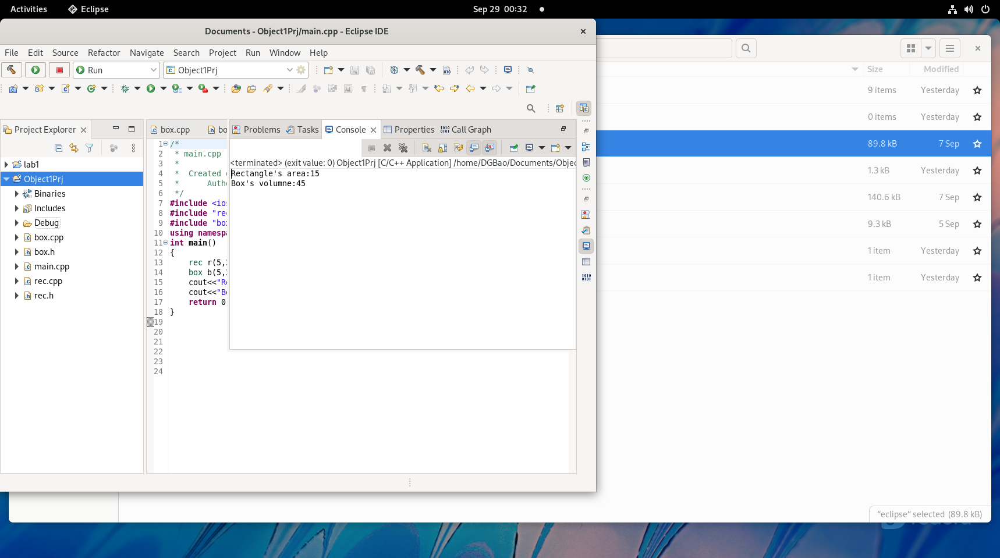 Activities
Eclipse
Sep 29 00:32
Documents - Object1Prj/main.cpp - Eclipse IDE
File Edit Source Refactor Navigate Search Project Run Window Help
Run
Object1Prj
Size
Modified
9 items Yesterday
0 items Yesterday
89.8 kB 7 Sep
1.3 kB Yesterday
140.6 kB 7 Sep
9.3 kB 5 Sep
1 item Yesterday
1 item Yesterday
Project Explorer
lab1
Object1Prj
Binaries
Includes
Debug
box.cpp
box.h
main.cpp
rec.cpp
rec.h
box.cpp
bo
1 /*
2 * main.cpp
3 *
4 * Created
5 * Auth
6 */
7 #include <ios
8 #include "rec
9 #include "box
10 using namespa
11 int main()
12 {
13 rec r(5,
14 box b(5,
15 cout<<"Re
16 cout<<"Bo
17 return 0
18 }
19
20
21
22
23
24
Problems Tasks Console Properties Call Graph
<terminated> (exit value: 0) Object1Prj [C/C++ Application] /home/DGBao/Documents/Objec
Rectangle's area:15
Box's volumne:45
"eclipse" selected (89.8 kB)